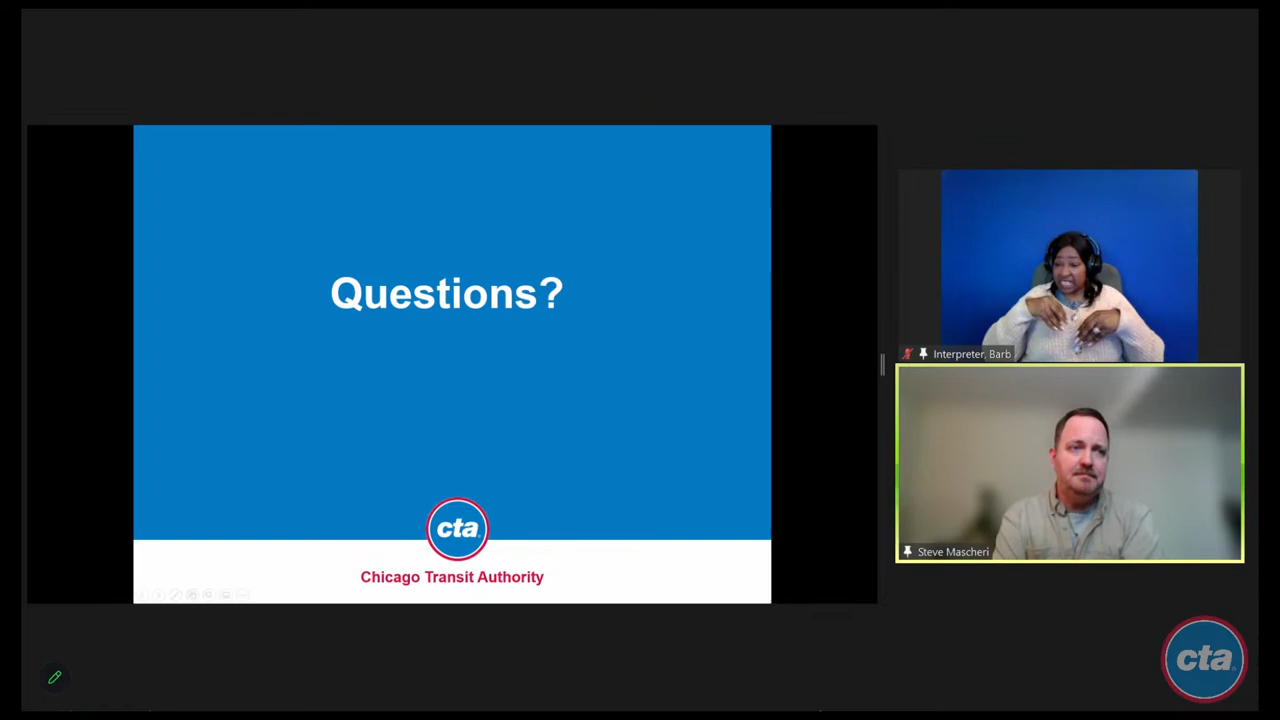 Questions?
cta
Chicago Transit Authority
Interpreter, Barb
Steve Mascheri
cta